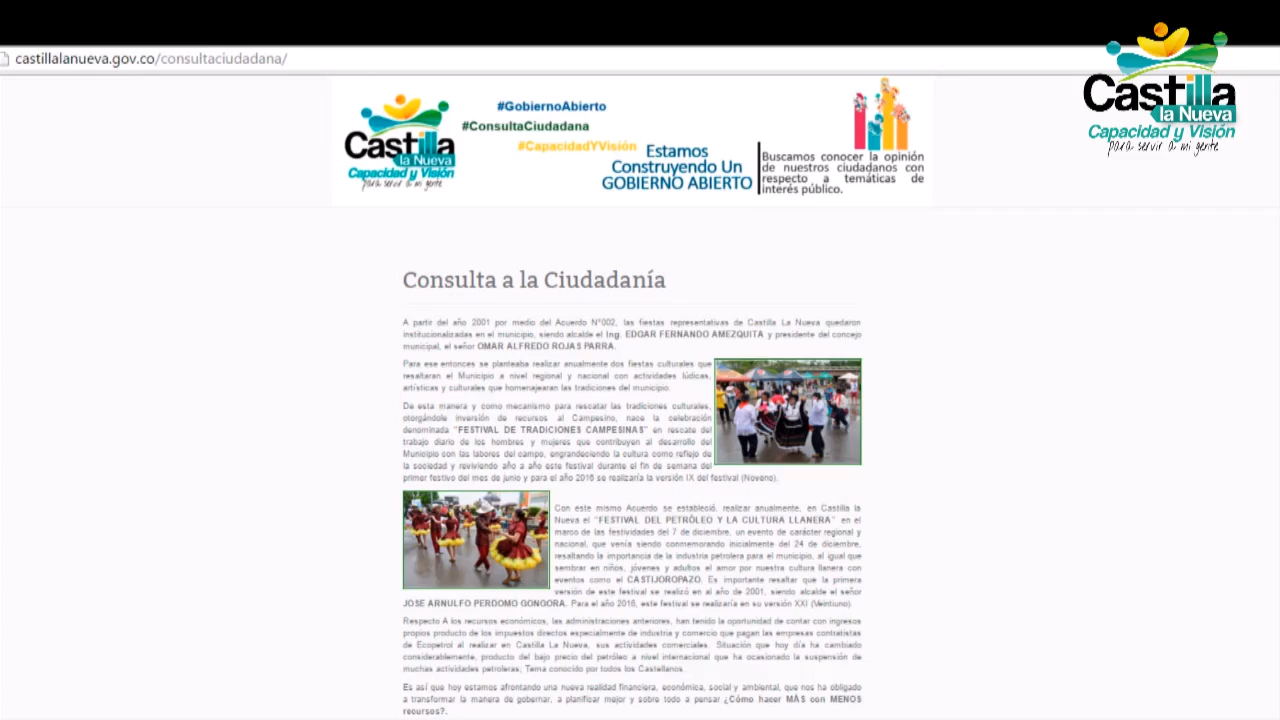 castillalanueva.gov.co/consultaciudadana/
Castilla
la Nueva
Capacidad y Visión
para servir a mi gente
#GobiernoAbierto
#ConsultaCiudadana
#CapacidadYVisión
Estamos
Construyendo Un
GOBIERNO ABIERTO
Buscamos conocer la opinión
de nuestros ciudadanos con
respecto a temáticas de
interés público.
Castilla
la Nueva
Capacidad y Visión
para servir a mi gente
Consulta a la Ciudadanía
A partir del año 2001 por medio del Acuerdo N°002, las fiestas representativas de Castilla La Nueva quedaron
institucionalizadas en el municipio, siendo alcalde el Ing. EDGAR FERNANDO AMEZQUITA y presidente del concejo
municipal, el señor OMAR ALFREDO ROJAS PARRA.
Para ese entonces se planteaba realizar anualmente dos fiestas culturales que
resaltaran el Municipio a nivel regional y nacional con actividades lúdicas,
artísticas y culturales que homenajearan las tradiciones del municipio.
De esta manera y como mecanismo para rescatar las tradiciones culturales,
otorgándole inversión de recursos al Campesino, nace la celebración
denominada "FESTIVAL DE TRADICIONES CAMPESINAS" en rescate del
trabajo diario de los hombres y mujeres que contribuyen al desarrollo del
Municipio con las labores del campo, engrandeciendo la cultura como reflejo de
la sociedad y reviviendo año a año este festival durante el fin de semana del
primer festivo del mes de junio y para el año 2016 se realizaría la versión IX del festival (Noveno).
Con este mismo Acuerdo se estableció, realizar anualmente, en Castilla la
Nueva el "FESTIVAL DEL PETRÓLEO Y LA CULTURA LLANERA" en el
marco de las festividades del 7 de diciembre, un evento de carácter regional y
nacional, que venía siendo conmemorando inicialmente del 24 de diciembre,
resaltando la importancia de la industria petrolera para el municipio, al igual que
sembrar en niños, jóvenes y adultos el amor por nuestra cultura llanera con
eventos como el CASTIJOROPAZO. Es importante resaltar que la primera
versión de este festival se realizó en al año de 2001, siendo alcalde el señor
JOSE ARNULFO PERDOMO GONGORA. Para el año 2016, este festival se realizaría en su versión XXI (Veintiuno).
Respecto A los recursos económicos, las administraciones anteriores, han tenido la oportunidad de contar con ingresos
propios producto de los impuestos directos especialmente de industria y comercio que pagan las empresas contratistas
de Ecopetrol al realizar en Castilla La Nueva, sus actividades comerciales. Situación que hoy día ha cambiado
considerablemente, producto del bajo precio del petróleo a nivel internacional que ha ocasionado la suspensión de
muchas actividades petroleras; Tema conocido por todos los Castellanos.
Es así que hoy estamos afrontando una nueva realidad financiera, económica, social y ambiental, que nos ha obligado
a transformar la manera de gobernar, a planificar mejor y sobre todo a pensar ¿Cómo hacer MÁS con MENOS
recursos?.